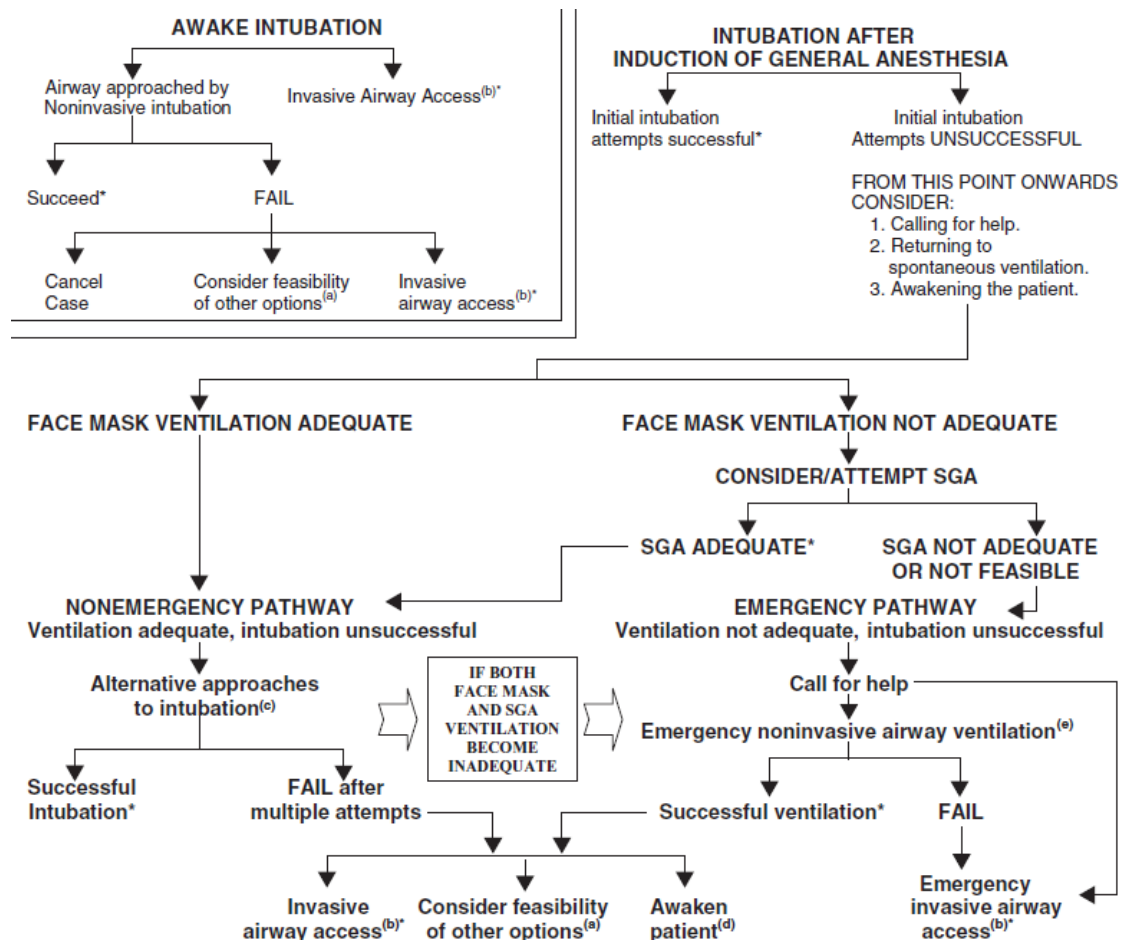 AWAKE INTUBATION
Airway approached by
Noninvasive intubation
Invasive Airway Access(b)*
Succeed*
FAIL
Cancel
Case
Consider feasibility
of other options(a)
Invasive
airway access(b)*
INTUBATION AFTER
INDUCTION OF GENERAL ANESTHESIA
Initial intubation
attempts successful*
Initial intubation
Attempts UNSUCCESSFUL
FROM THIS POINT ONWARDS
CONSIDER:
1. Calling for help.
2. Returning to
spontaneous ventilation.
3. Awakening the patient.
FACE MASK VENTILATION ADEQUATE
FACE MASK VENTILATION NOT ADEQUATE
CONSIDER/ATTEMPT SGA
SGA ADEQUATE*
SGA NOT ADEQUATE
OR NOT FEASIBLE
NONEMERGENCY PATHWAY
Ventilation adequate, intubation unsuccessful
EMERGENCY PATHWAY
Ventilation not adequate, intubation unsuccessful
Alternative approaches
to intubation(c)
IF BOTH
FACE MASK
AND SGA
VENTILATION
BECOME
INADEQUATE
Call for help
Emergency noninvasive airway ventilation(e)
Successful
Intubation*
FAIL after
multiple attempts
Successful ventilation*
FAIL
Invasive
airway access(b)*
Consider feasibility
of other options(a)
Awaken
patient(d)
Emergency
invasive airway
access(b)*